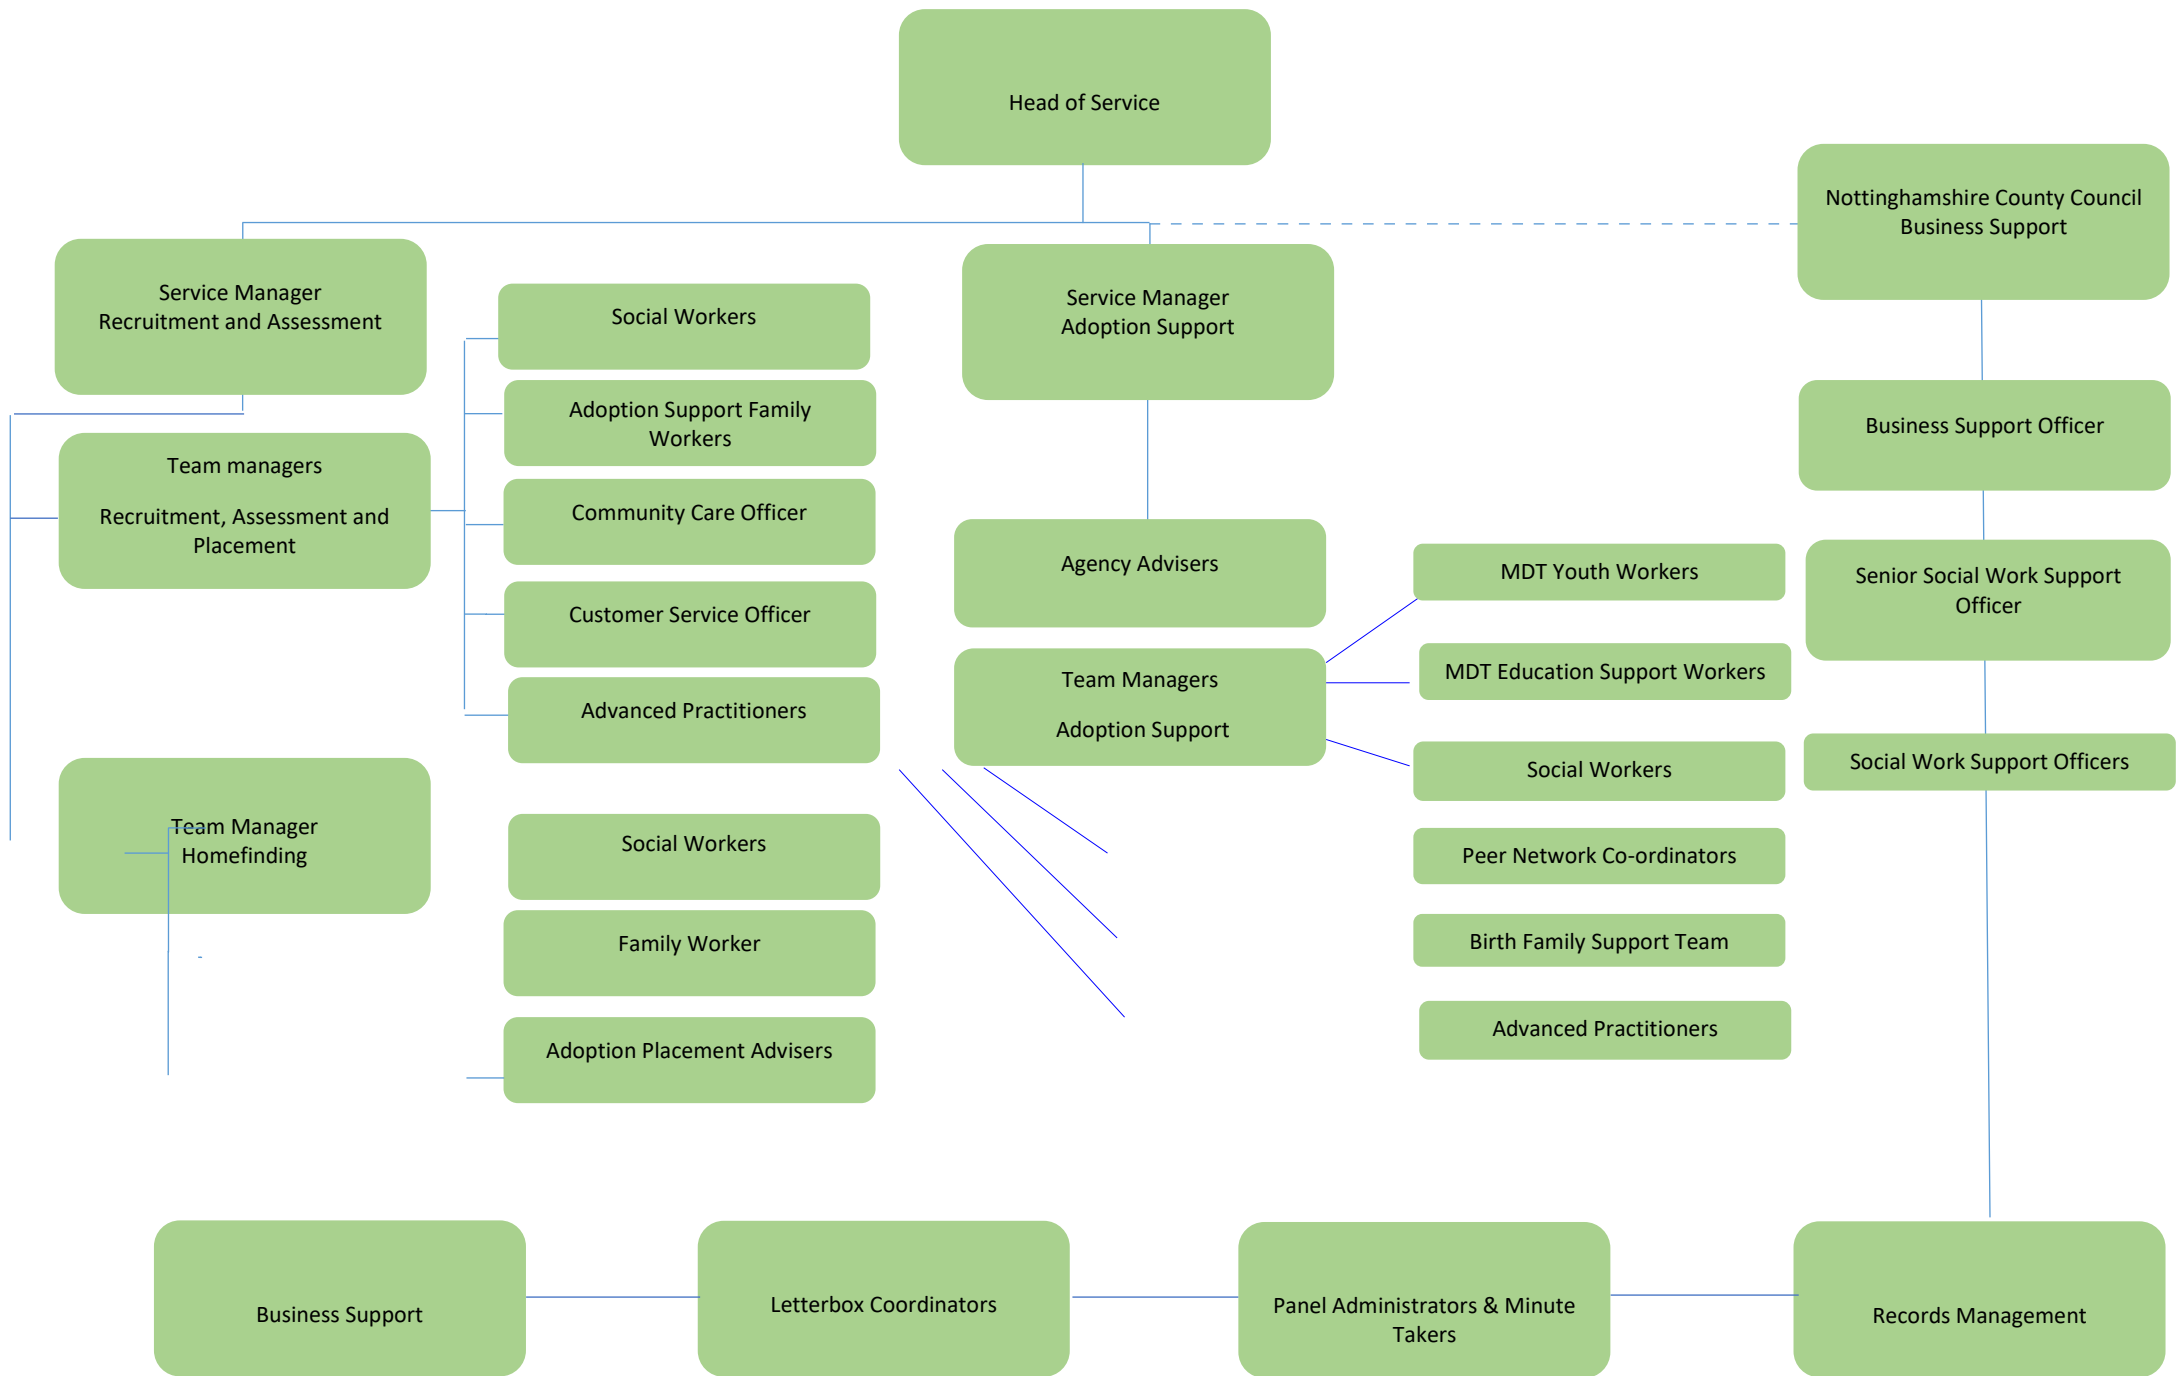 Head of Service
Nottinghamshire County Council
Business Support
Service Manager
Recruitment and Assessment
Social Workers
Service Manager
Adoption Support
Adoption Support Family
Workers
Business Support Officer
Team managers
Recruitment, Assessment and
Placement
Community Care Officer
Agency Advisers
MDT Youth Workers
Senior Social Work Support
Officer
Customer Service Officer
Team Managers
Adoption Support
MDT Education Support Workers
Advanced Practitioners
Social Workers
Social Work Support Officers
Team Manager
Homefinding
Social Workers
Peer Network Co-ordinators
Family Worker
Birth Family Support Team
Adoption Placement Advisers
Advanced Practitioners
Business Support
Letterbox Coordinators
Panel Administrators & Minute
Takers
Records Management